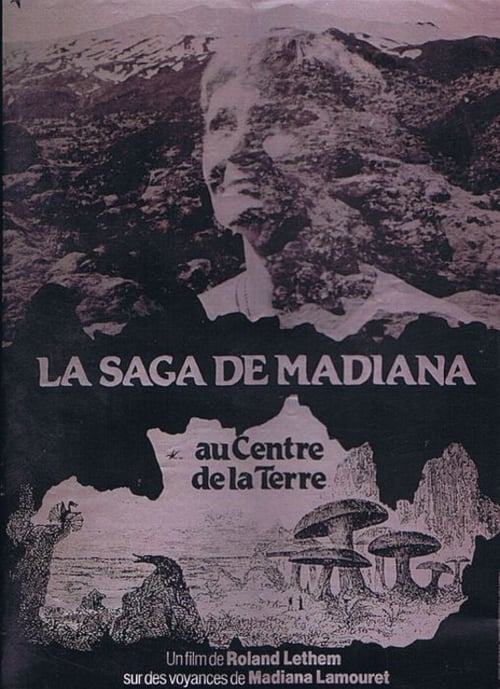 LA SAGA DE MADIANA
au Centre
de la Terre
Un film de Roland Lethem
sur des voyances de Madiana Lamouret